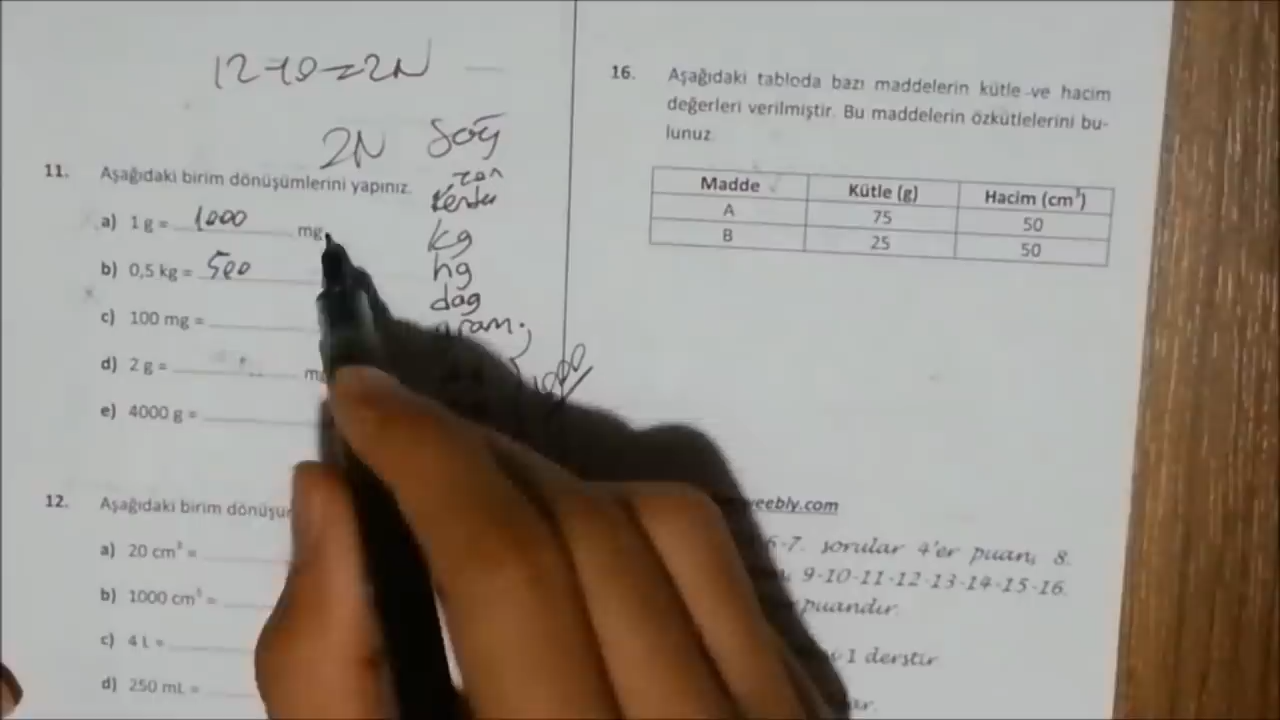 12-10=2N
2N sağ
11. Aşağıdaki birim dönüşümlerini yapınız.
a) 1 g = 1000 mg
b) 0,5 kg = 500
c) 100 mg =
d) 2 g = m
e) 4000 g =
ton
kg
hg
dag
gram
1000
12. Aşağıdaki birim
a) 20 cm³ =
b) 1000 cm³ =
c) 4 L =
d) 250 mL =
16. Aşağıdaki tabloda bazı maddelerin kütle ve hacim
değerleri verilmiştir. Bu maddelerin özkütlelerini bu-
lunuz.
Madde Kütle (g) Hacim (cm³)
A 75 50
B 25 50
weebly.com
6-7. sorular 4'er puan, 8.
9-10-11-12-13-14-15-16.
puandır.
1 derstir